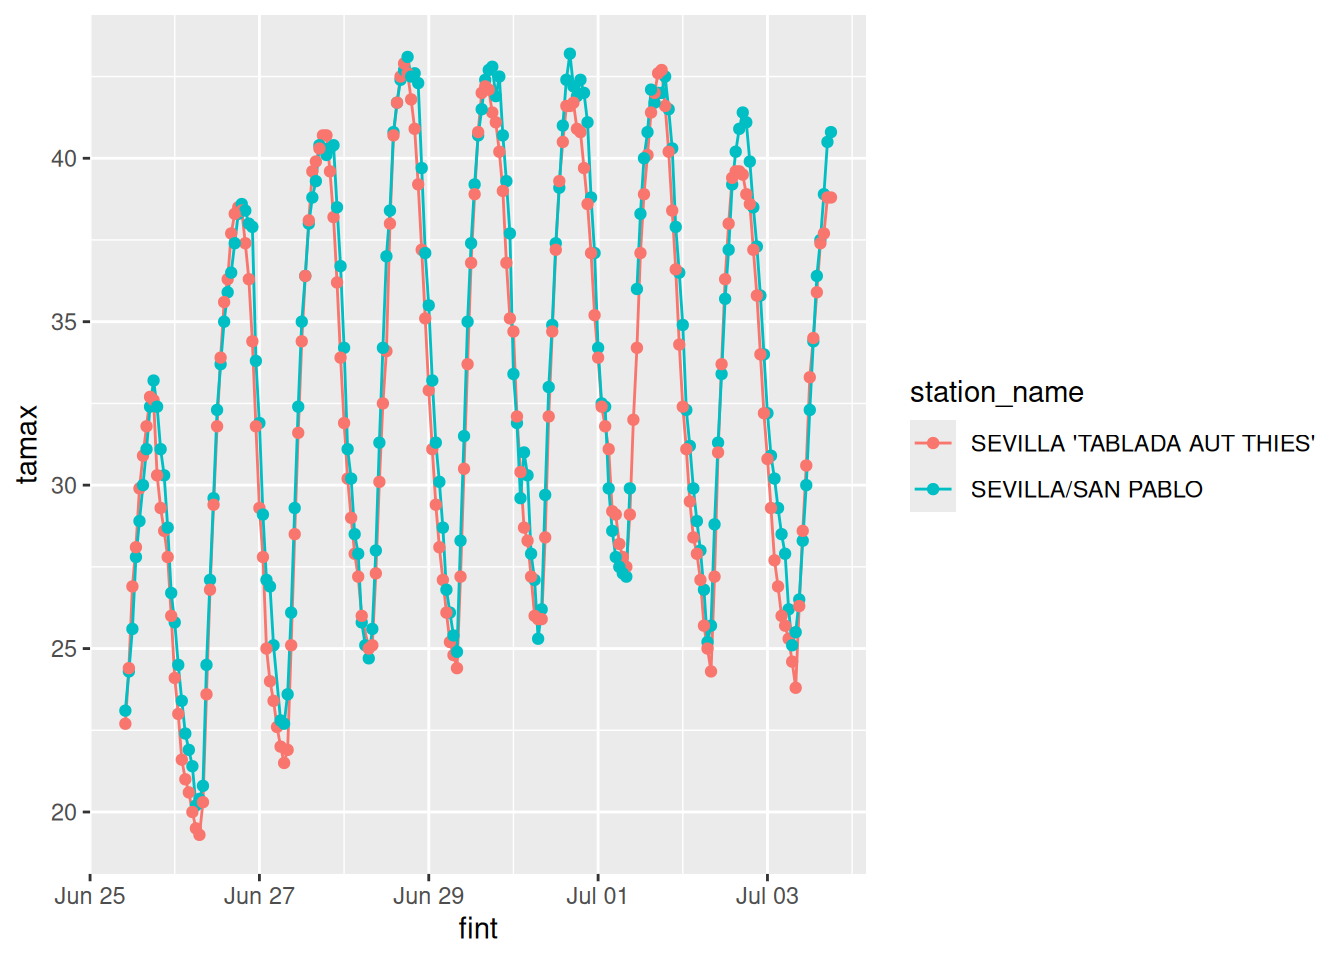 tamax
40
35
30
25
20
Jun 25
Jun 27
Jun 29
Jul 01
Jul 03
fint
station_name
SEVILLA 'TABLADA AUT THIES'
SEVILLA/SAN PABLO